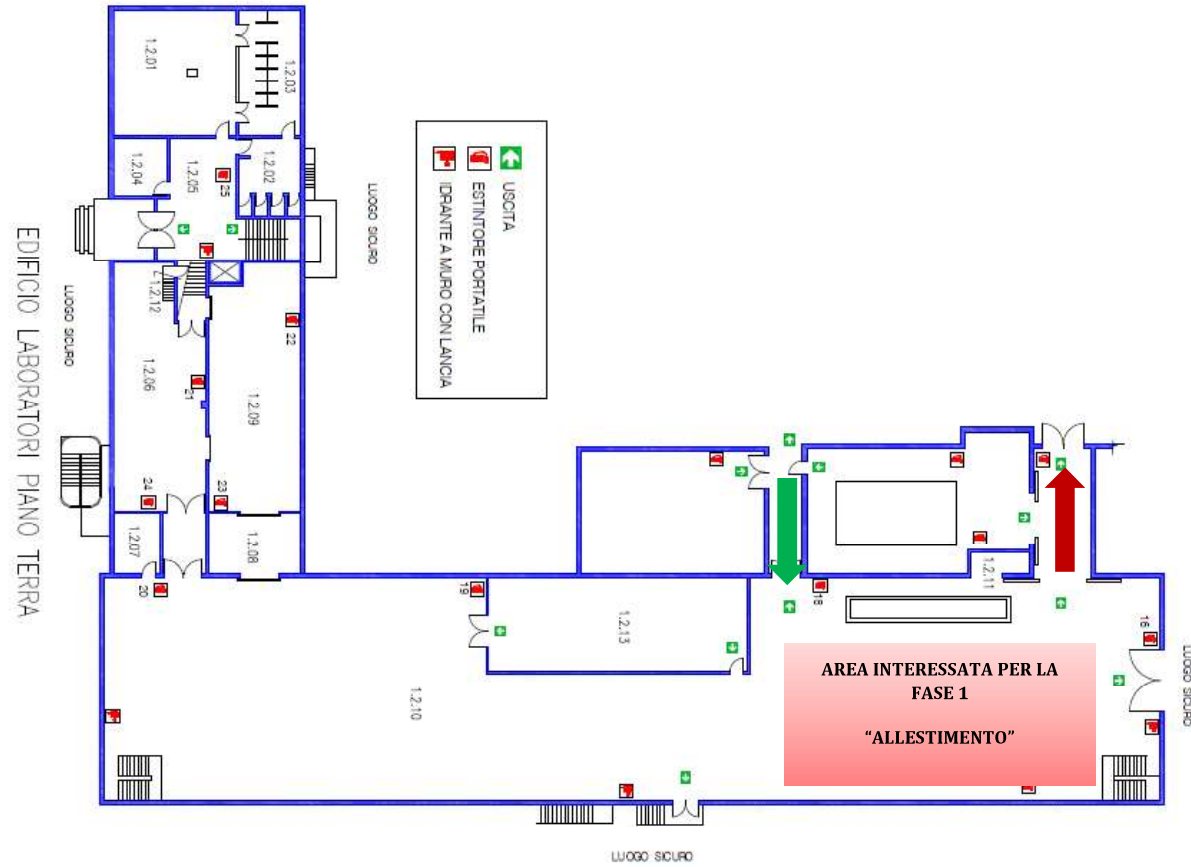 EDIFICIO LABORATORI PIANO TERRA
1.2.01
1.2.03
1.2.04
1.2.05
1.2.02
25
LUOGO SICURO
LUOGO SICURO
USCITA
ESTINTORE PORTATILE
IDRANTE A MURO CON LANCIA
1.2.12
1.2.06
21
22
1.2.09
24
23
1.2.07
1.2.08
20
19
1.2.13
1.2.10
18
1.2.11
16
LUOGO SICURO
AREA INTERESSATA PER LA
FASE 1
“ALLESTIMENTO”
LUOGO SICURO